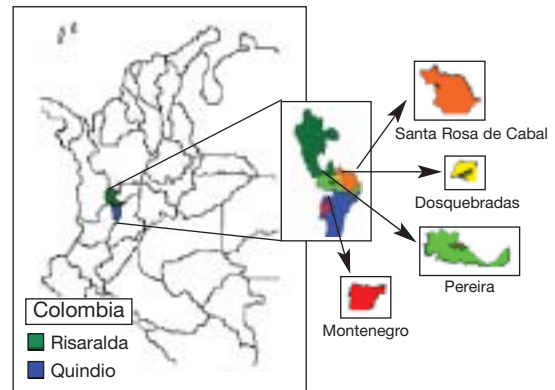 Santa Rosa de Cabal
Dosquebradas
Pereira
Montenegro
Colombia
Risaralda
Quindio